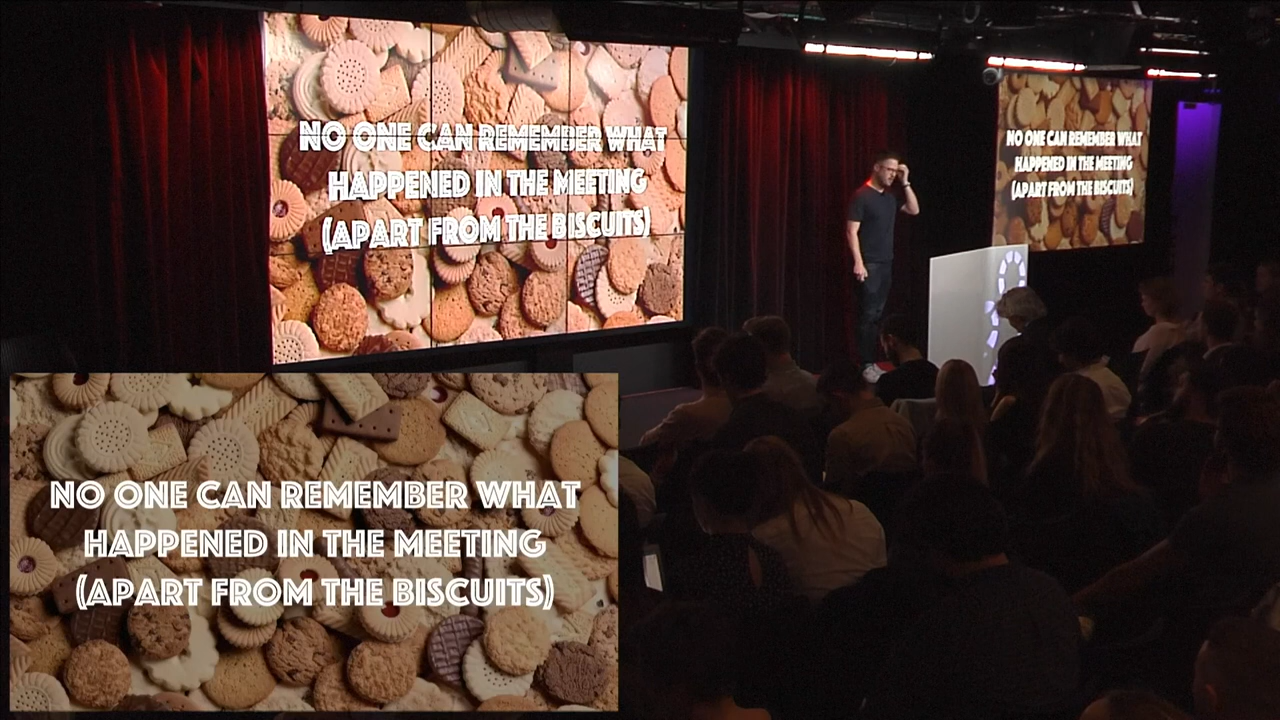 NO ONE CAN REMEMBER WHAT
HAPPENED IN THE MEETING
(APART FROM THE BISCUITS)
NO ONE CAN REMEMBER WHAT
HAPPENED IN THE MEETING
(APART FROM THE BISCUITS)
NO ONE CAN REMEMBER WHAT
HAPPENED IN THE MEETING
(APART FROM THE BISCUITS)